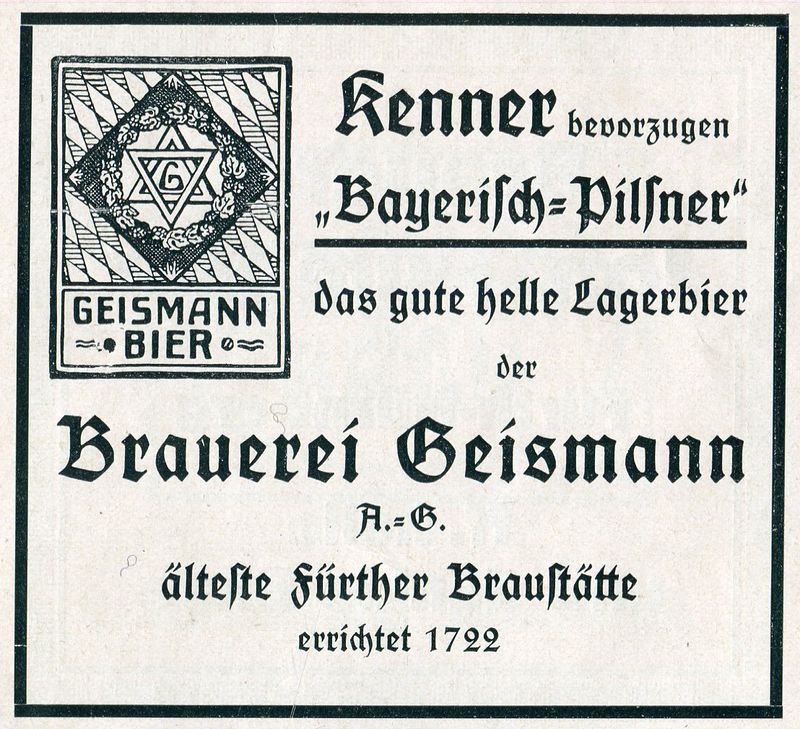 Kenner bevorzugen
„Bayeriſch=Pilſner“
das gute helle Lagerbier
der
Brauerei Geismann
A.=G.
älteſte Fürther Brauſtätte
errichtet 1722
G
GEISMANN
BIER